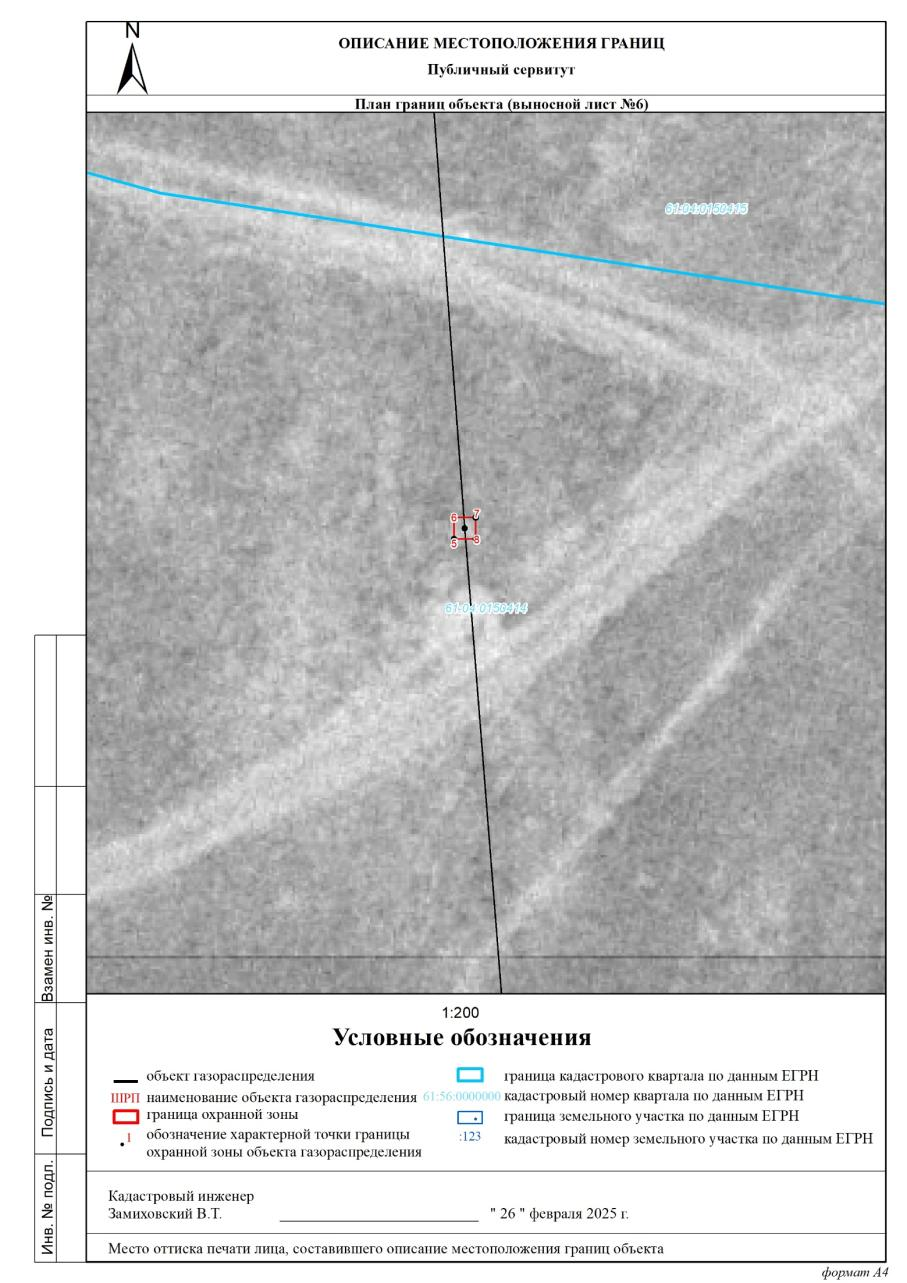 N
ОПИСАНИЕ МЕСТОПОЛОЖЕНИЯ ГРАНИЦ
Публичный сервитут
План границ объекта (выносной лист №6)
61:04:0150415
6 7
5 8
61:04:0150414
1:200
Условные обозначения
объект газораспределения
граница кадастрового квартала по данным ЕГРН
ШРП наименование объекта газораспределения
61:56:0000000 кадастровый номер квартала по данным ЕГРН
граница охранной зоны
граница земельного участка по данным ЕГРН
1 обозначение характерной точки границы
охранной зоны объекта газораспределения
:123 кадастровый номер земельного участка по данным ЕГРН
Кадастровый инженер
Замиховский В.Т. " 26 " февраля 2025 г.
Место оттиска печати лица, составившего описание местоположения границ объекта
Взамен инв. №
Подпись и дата
Инв. № подл.
формат А4